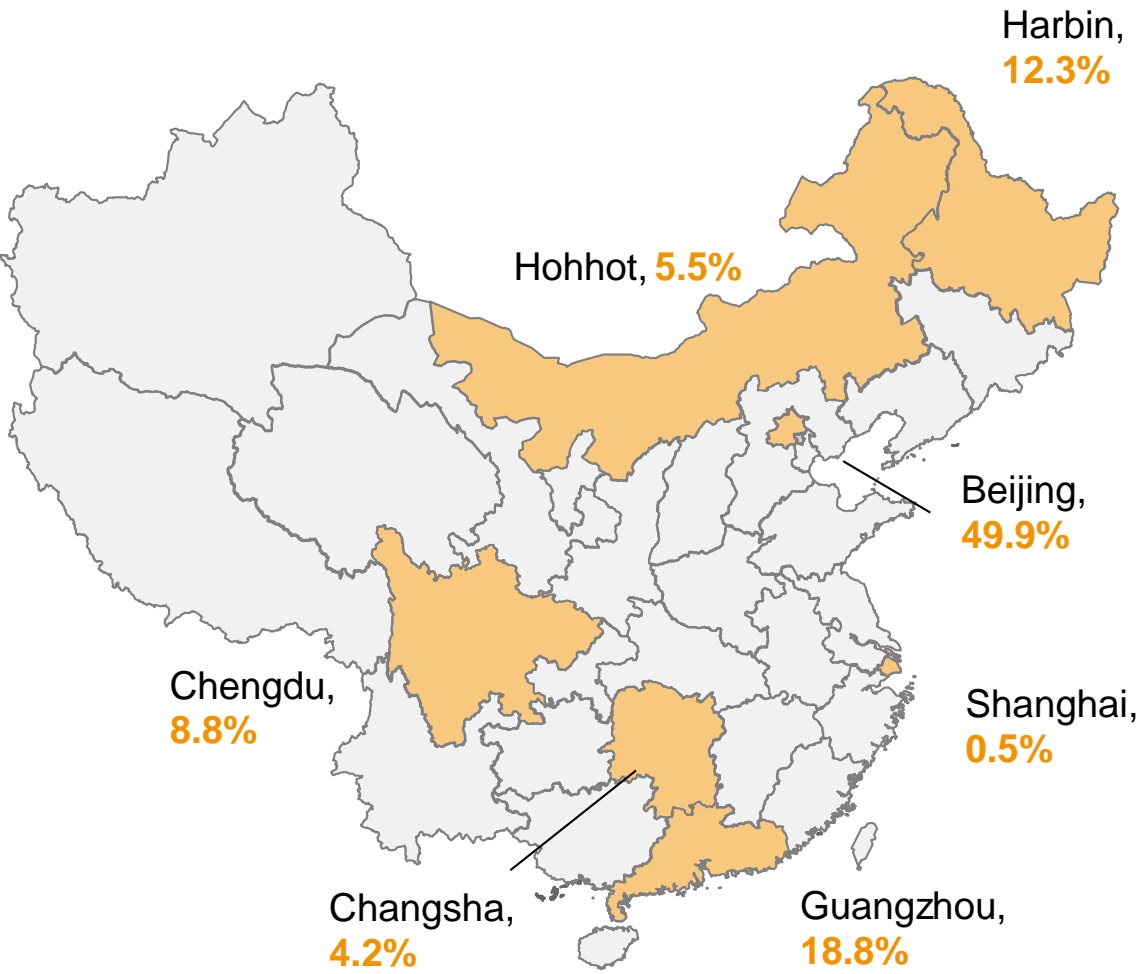 Harbin,
12.3%
Hohhot, 5.5%
Beijing,
49.9%
Chengdu,
8.8%
Shanghai,
0.5%
Changsha,
4.2%
Guangzhou,
18.8%